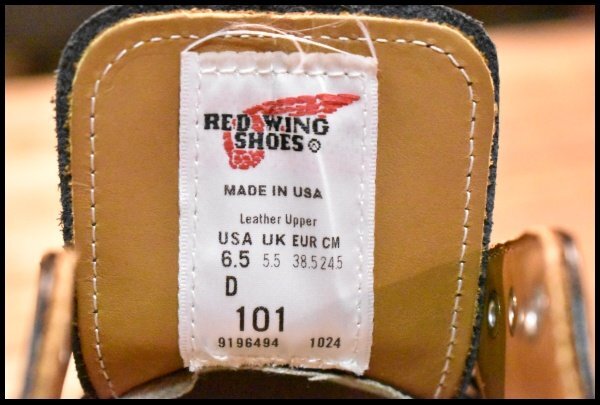 RED WING
SHOES®
MADE IN USA
Leather Upper
USA UK EUR CM
6.5 5.5 38.5 24.5
D
101
9196494 1024